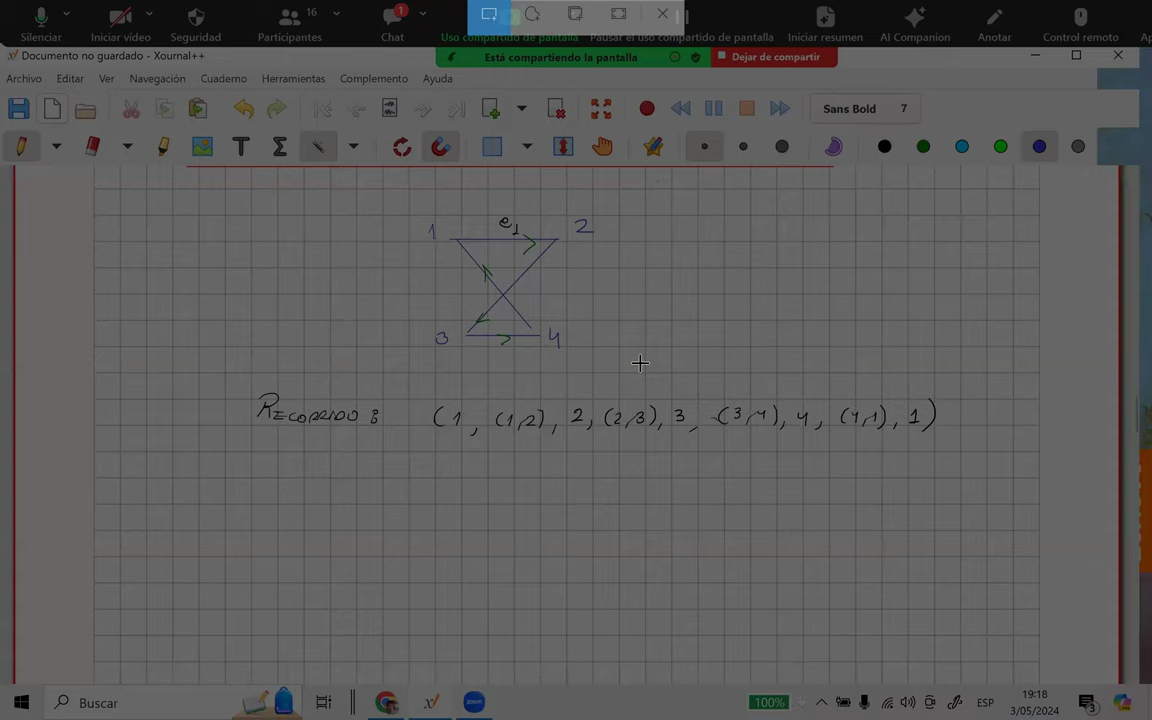 16
1
Silenciar
Iniciar vídeo
Seguridad
Participantes
Chat
Uso compartido de pantalla
Pausar el uso compartido de pantalla
Iniciar resumen
AI Companion
Anotar
Control remoto
Documento no guardado - Xournal++
Está compartiendo la pantalla
Dejar de compartir
Archivo Editar Ver Navegación Cuaderno Herramientas Complemento Ayuda
Sans Bold 7
1 e1 2
3 4
RECORRIDO: (1, (1,2), 2, (2,3), 3, (3,4), 4, (4,1), 1)
Buscar
100%
ESP
19:18
3/05/2024
3